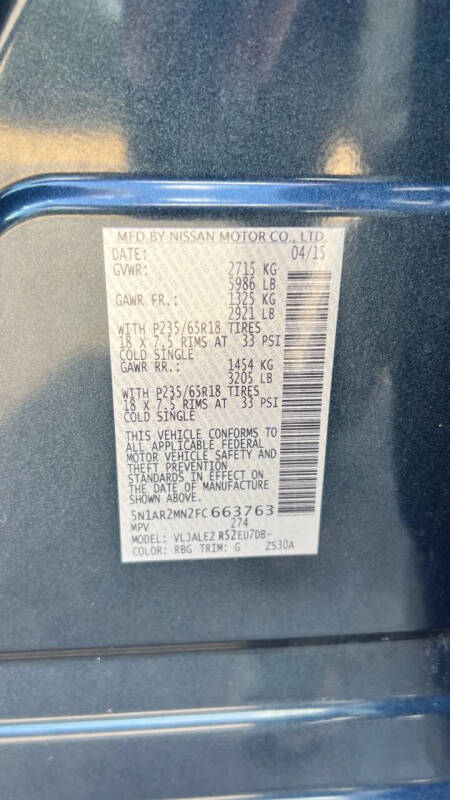 MFD.BY NISSAN MOTOR CO., LTD.
DATE: 04/15
GVWR: 2715 KG
5986 LB
GAWR FR.: 1325 KG
2921 LB
WITH P235/65R18 TIRES
18 X 7.5 RIMS AT 33 PSI
COLD SINGLE
GAWR RR.: 1454 KG
3205 LB
WITH P235/65R18 TIRES
18 X 7.5 RIMS AT 33 PSI
COLD SINGLE
THIS VEHICLE CONFORMS TO
ALL APPLICABLE FEDERAL
MOTOR VEHICLE SAFETY AND
THEFT PREVENTION
STANDARDS IN EFFECT ON
THE DATE OF MANUFACTURE
SHOWN ABOVE.
5N1AR2MN2FC663763
MPV 274
MODEL: VLJALEZ R52EU7DB-
COLOR: RBG TRIM: G ZS30A